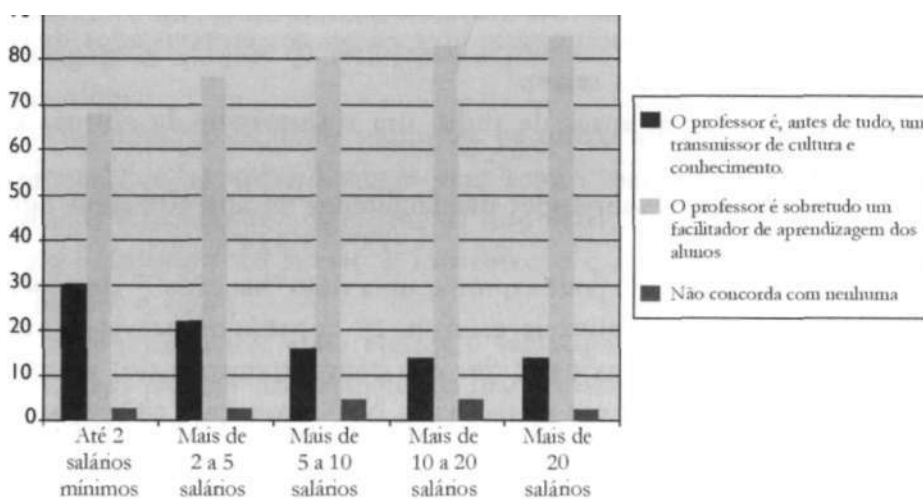 80
70
60
50
40
30
20
10
0
Até 2
salários
mínimos
Mais de
2 a 5
salários
Mais de
5 a 10
salários
Mais de
10 a 20
salários
Mais de
20
salários
O professor é, antes de tudo, um
transmissor de cultura e
conhecimento.
O professor é sobretudo um
facilitador de aprendizagem dos
alunos
Não concorda com nenhuma